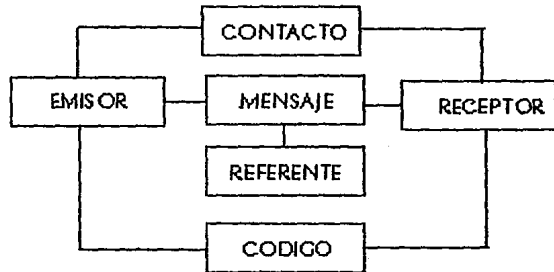 CONTACTO
EMISOR
MENSAJE
RECEPTOR
REFERENTE
CODIGO